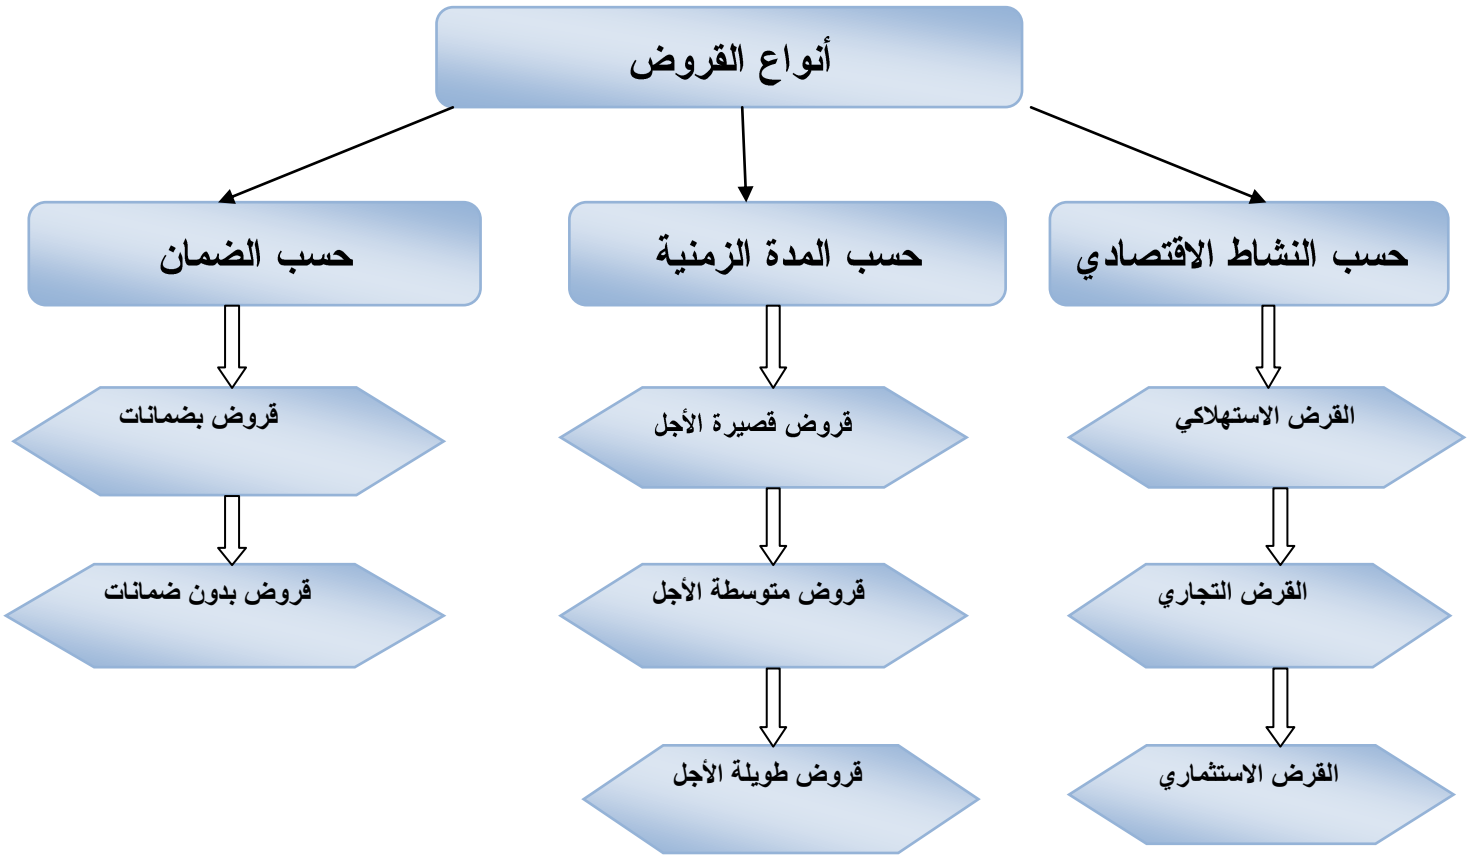 أنواع القروض
حسب النشاط الاقتصادي
حسب المدة الزمنية
حسب الضمان
القرض الاستهلاكي
قروض قصيرة الأجل
قروض بضمانات
القرض التجاري
قروض متوسطة الأجل
قروض بدون ضمانات
القرض الاستثماري
قروض طويلة الأجل